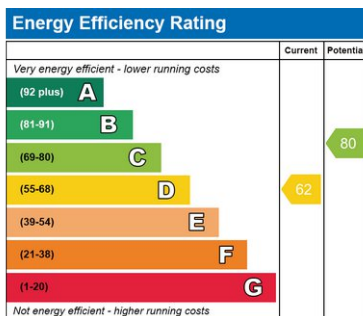 Energy Efficiency Rating
Current Potential
Very energy efficient - lower running costs
(92 plus) A
(81-91) B
(69-80) C
(55-68) D
(39-54) E
(21-38) F
(1-20) G
62
80
Not energy efficient - higher running costs